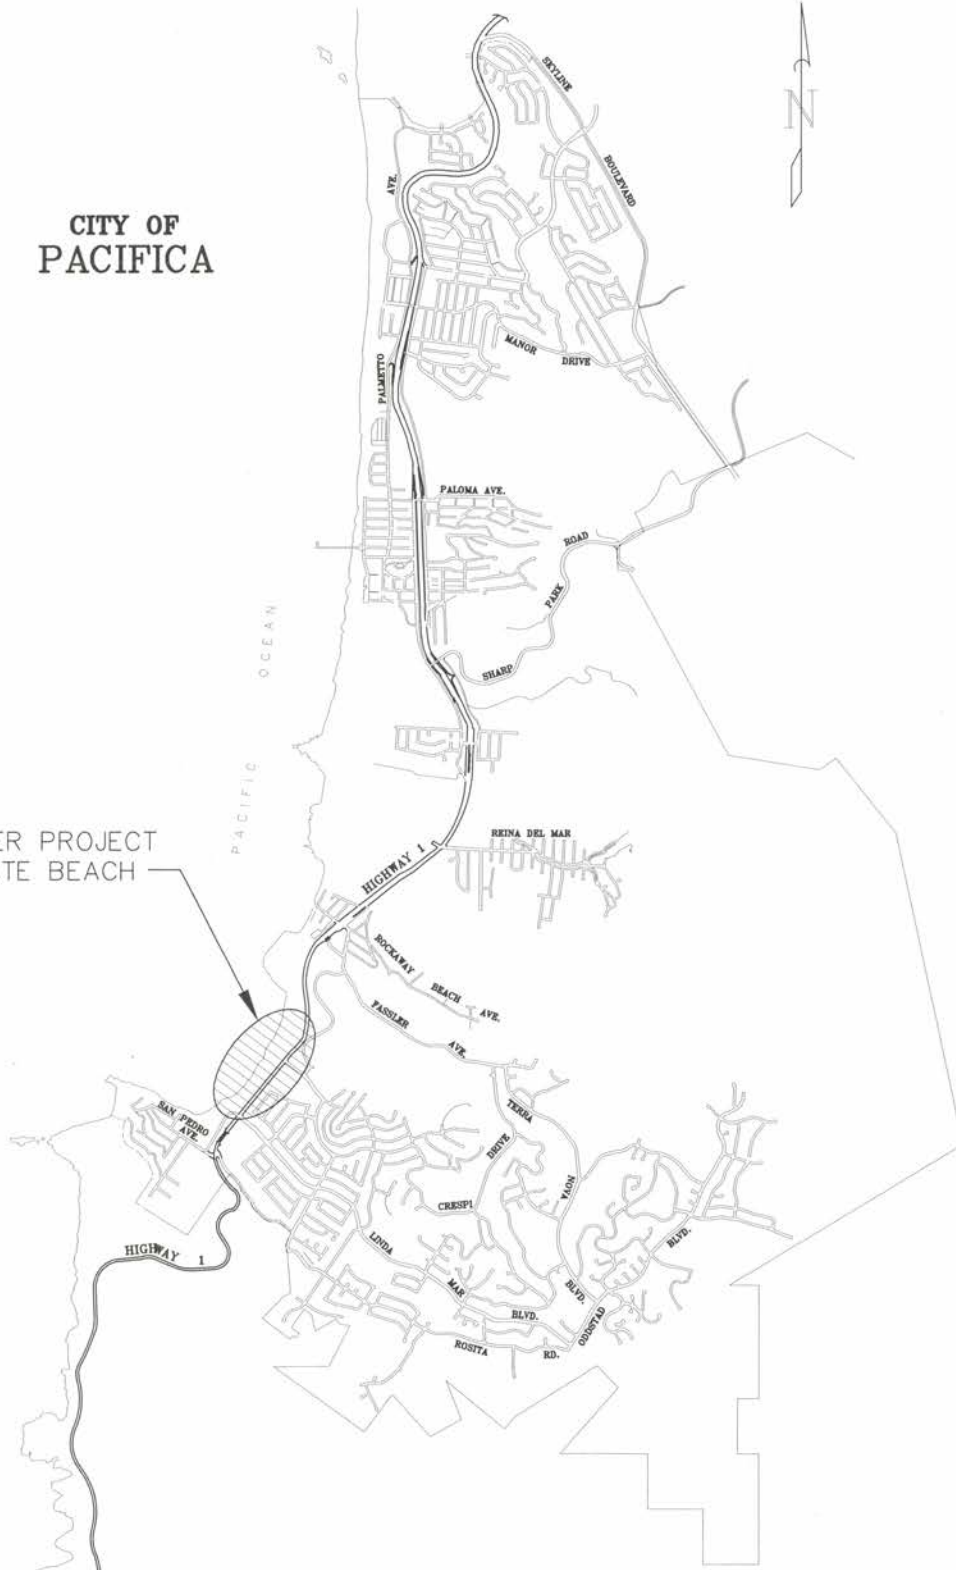 N
SKYLINE
BOULEVARD
AVE.
CITY OF
PACIFICA
MANOR
DRIVE
PALMETTO
PALOMA AVE.
ROAD
PARK
SHARP
PACIFIC OCEAN
REINA DEL MAR
ER PROJECT
TE BEACH
HIGHWAY 1
ROCKAWAY
BEACH
AVE.
FASSLER
AVE.
SAN PEDRO
AVE.
TERRA
DRIVE
NOVA
CRESPI
LINDA
MAR
BLVD.
BLVD.
BLVD.
ODDSTAD
HIGHWAY 1
ROSITA
RD.